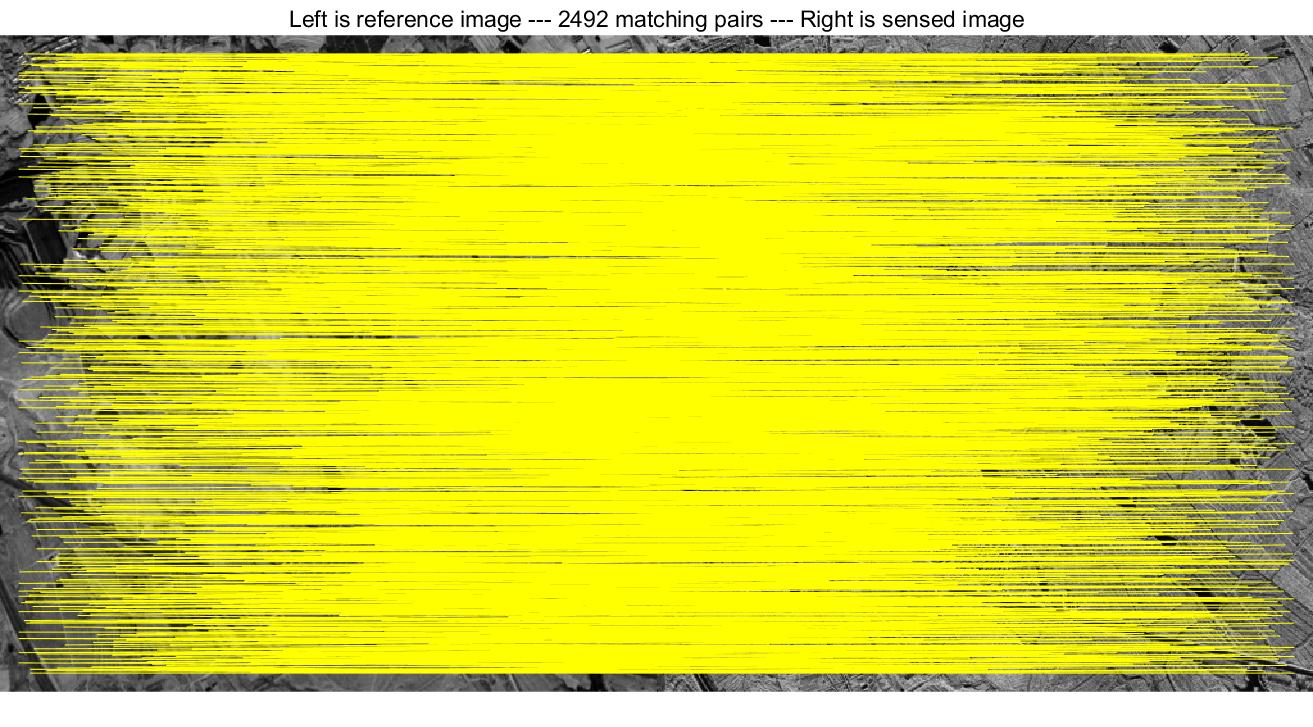 Left is reference image --- 2492 matching pairs --- Right is sensed image